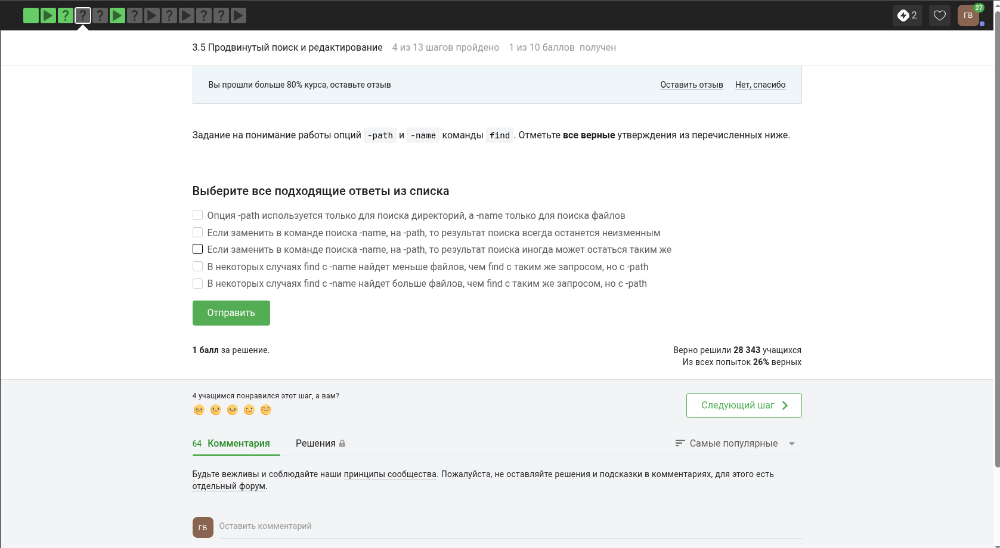 ? ? ? ? ? ? ?
2
ГВ
27
3.5 Продвинутый поиск и редактирование 4 из 13 шагов пройдено 1 из 10 баллов получен
Вы прошли больше 80% курса, оставьте отзыв Оставить отзыв Нет, спасибо
Задание на понимание работы опций -path и -name команды find. Отметьте все верные утверждения из перечисленных ниже.
Выберите все подходящие ответы из списка
Опция -path используется только для поиска директорий, а -name только для поиска файлов
Если заменить в команде поиска -name, на -path, то результат поиска всегда останется неизменным
Если заменить в команде поиска -name, на -path, то результат поиска иногда может остаться таким же
В некоторых случаях find с -name найдет меньше файлов, чем find с таким же запросом, но с -path
В некоторых случаях find с -name найдет больше файлов, чем find с таким же запросом, но с -path
Отправить
1 балл за решение.
Верно решили 28 343 учащихся
Из всех попыток 26% верных
4 учащимся понравился этот шаг, а вам?
Следующий шаг
64 Комментария Решения Самые популярные
Будьте вежливы и соблюдайте наши принципы сообщества. Пожалуйста, не оставляйте решения и подсказки в комментариях, для этого есть
отдельный форум.
ГВ Оставить комментарий